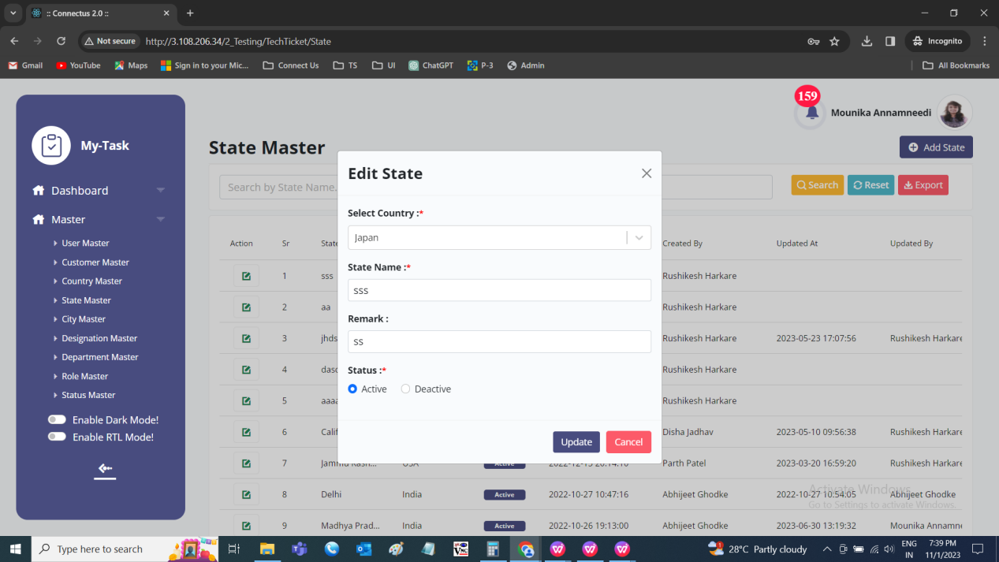 :: Connectus 2.0 ::
Not secure
http://3.108.206.34/2_Testing/TechTicket/State
Incognito
Gmail
YouTube
Maps
Sign in to your Mic...
Connect Us
TS
UI
ChatGPT
P-3
Admin
All Bookmarks
My-Task
Dashboard
Master
User Master
Customer Master
Country Master
State Master
City Master
Designation Master
Department Master
Role Master
Status Master
Enable Dark Mode!
Enable RTL Mode!
159
Mounika Annamneedi
State Master
Add State
Search by State Name.
Search
Reset
Export
Action Sr State Created By Updated At Updated By
1 sss Rushikesh Harkare
2 aa Rushikesh Harkare
3 jhds Rushikesh Harkare 2023-05-23 17:07:56 Rushikesh Harkare
4 dasd Rushikesh Harkare
5 aaaa Rushikesh Harkare
6 Calif Disha Jadhav 2023-05-10 09:56:38 Rushikesh Harkare
7 Jammu Kash... USA Active 2022-12-15 20:14:10 Parth Patel 2023-03-20 16:59:20 Rushikesh Harkare
8 Delhi India Active 2022-10-27 10:47:16 Abhijeet Ghodke 2022-10-27 10:54:05 Abhijeet Ghodke
9 Madhya Prad... India Active 2022-10-26 19:13:00 Abhijeet Ghodke 2023-06-30 13:19:32 Mounika Annamne
Edit State
Select Country :*
Japan
State Name :*
sss
Remark :
ss
Status :*
Active
Deactive
Update
Cancel
Activate Windows
Go to Settings to activate Windows.
Type here to search
28°C Partly cloudy
ENG
IN
7:39 PM
11/1/2023